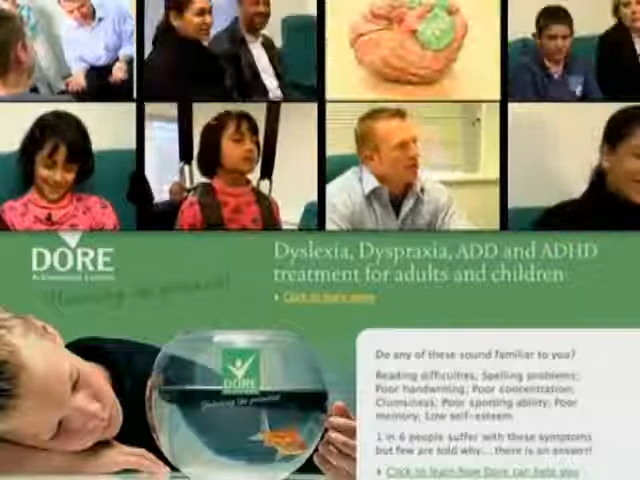 DORE
Dyslexia, Dyspraxia, ADD and ADHD
treatment for adults and children
Click to learn more
DORE
Do any of these sound familiar to you?
Reading difficulties; Spelling problems;
Poor handwriting; Poor concentration;
Clumsiness; Poor sporting ability; Poor
memory; Low self-esteem
1 in 6 people suffer with these symptoms
but few are told why... there is an answer!
Click to learn how Dore can help you